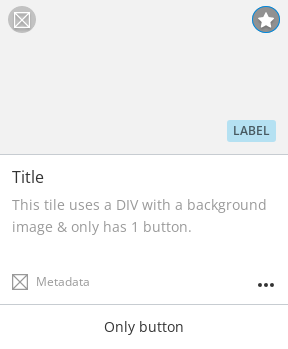 LABEL
Title
This tile uses a DIV with a background
image & only has 1 button.
Metadata
Only button